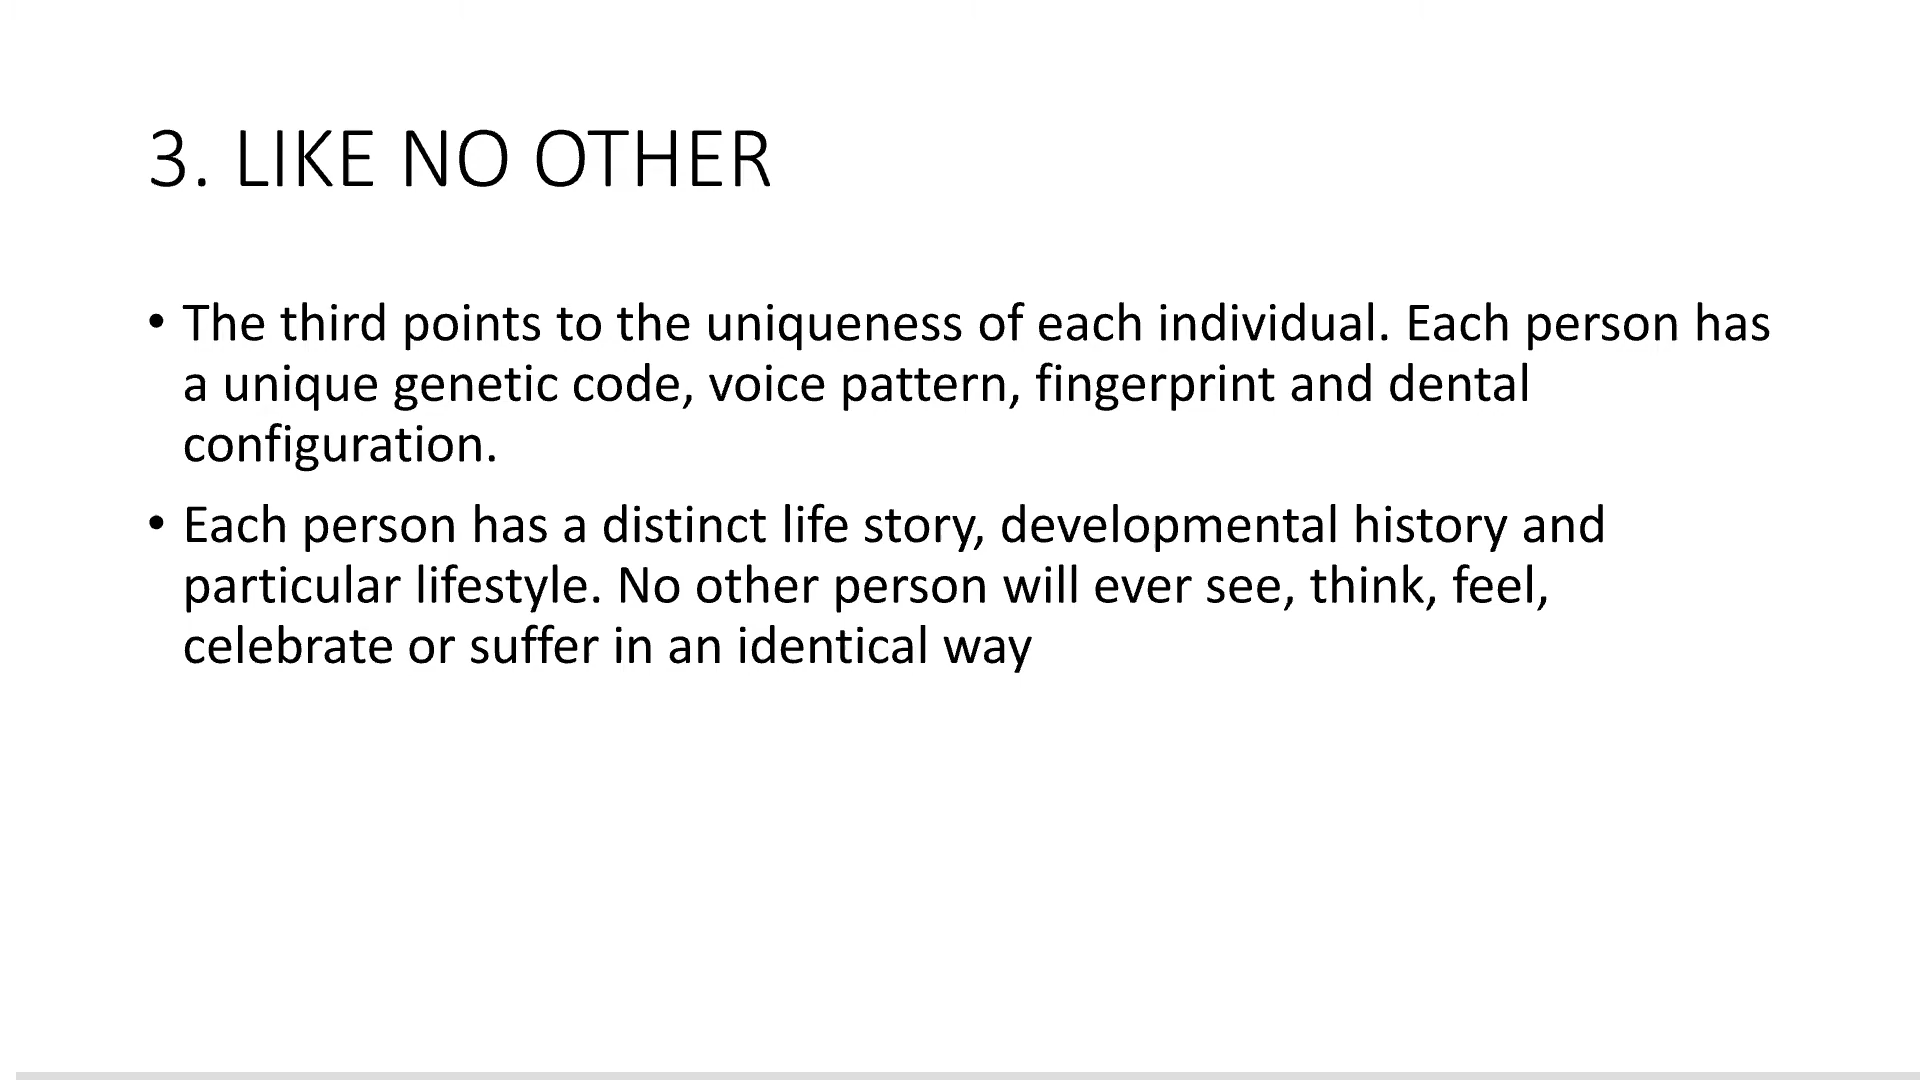 3. LIKE NO OTHER
• The third points to the uniqueness of each individual. Each person has
a unique genetic code, voice pattern, fingerprint and dental
configuration.
• Each person has a distinct life story, developmental history and
particular lifestyle. No other person will ever see, think, feel,
celebrate or suffer in an identical way